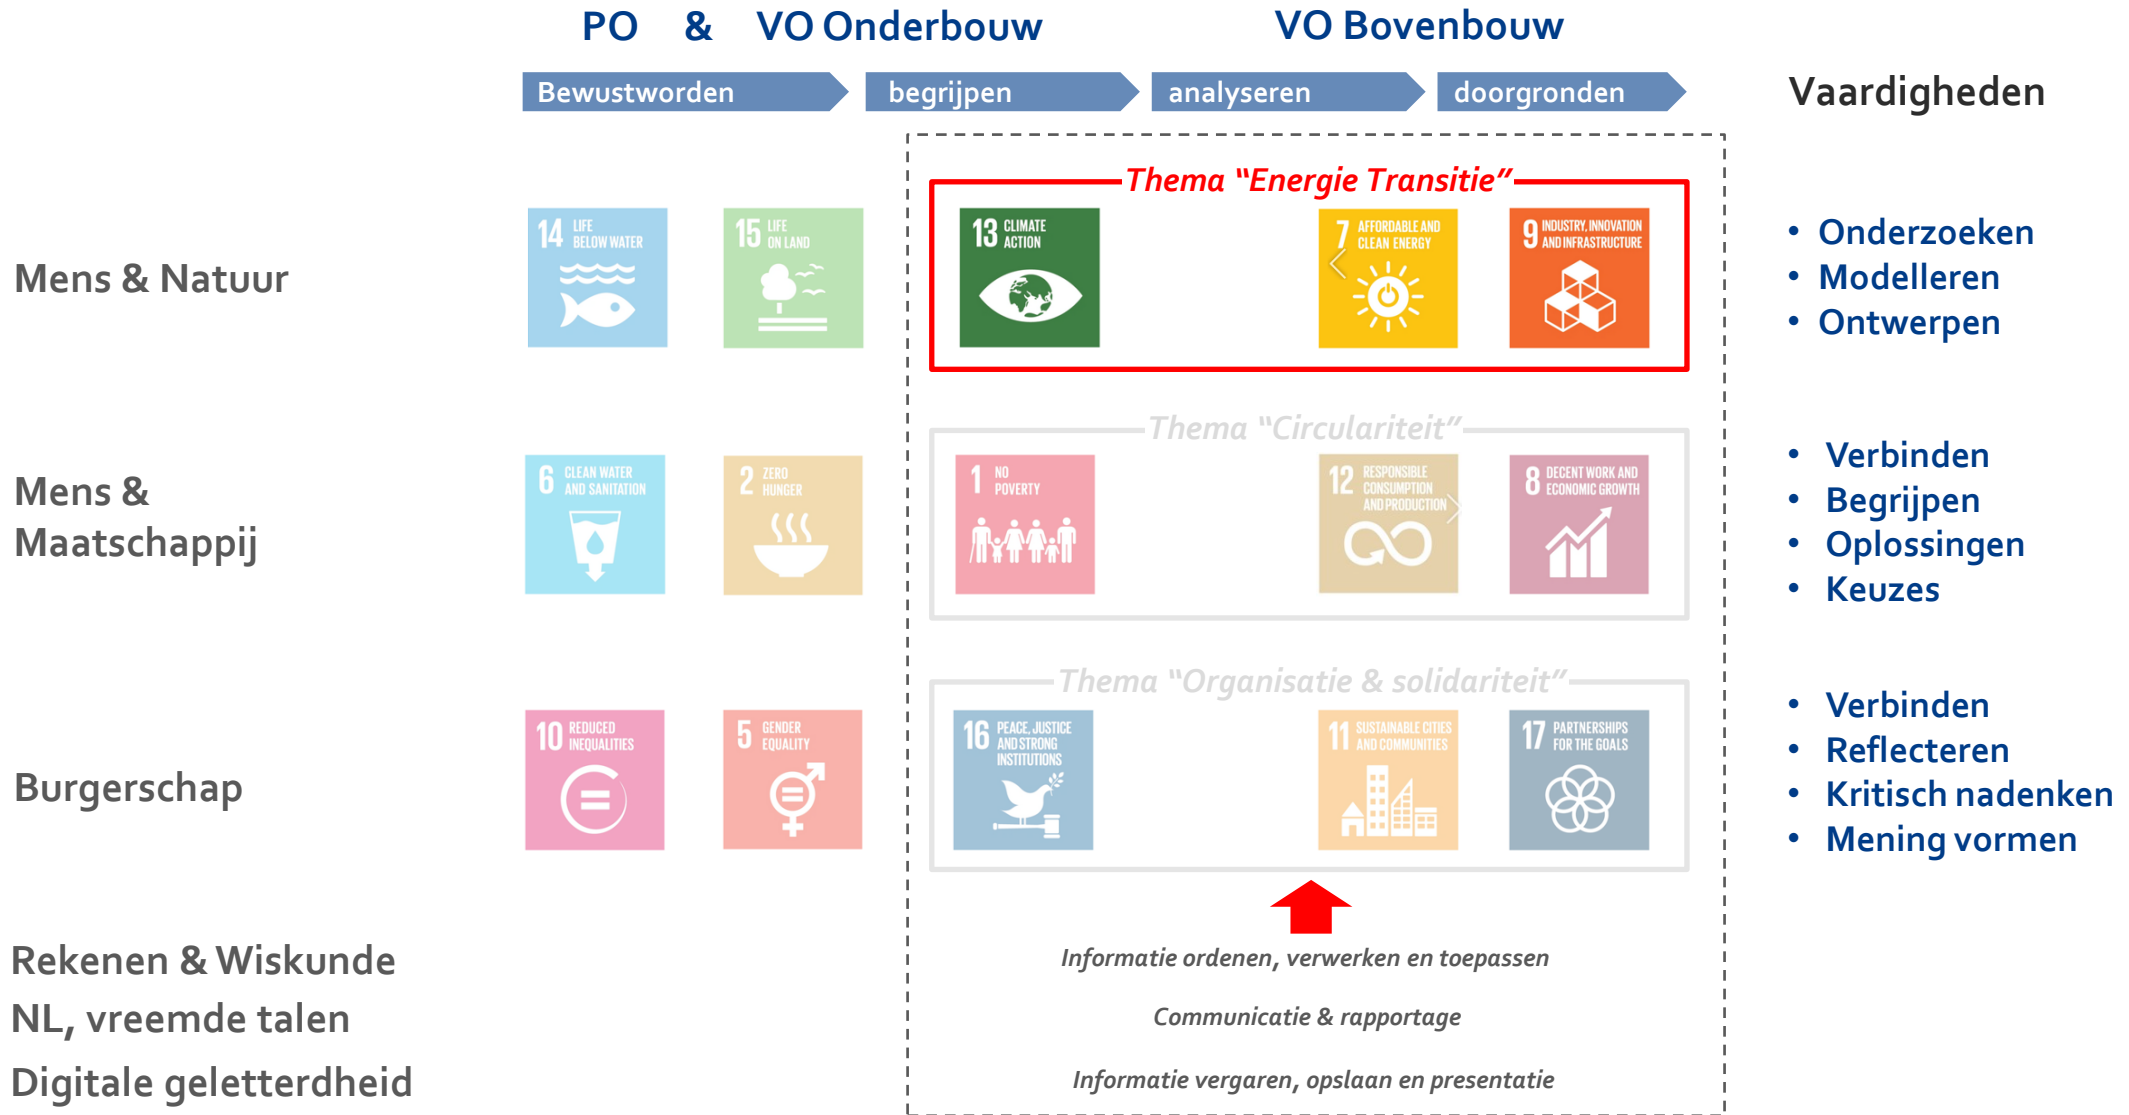 PO & VO Onderbouw
VO Bovenbouw
Bewustworden
begrijpen
analyseren
doorgronden
Vaardigheden
Thema “Energie Transitie”
Mens & Natuur
14 LIFE
BELOW WATER
15 LIFE
ON LAND
13 CLIMATE
ACTION
7 AFFORDABLE AND
CLEAN ENERGY
9 INDUSTRY, INNOVATION
AND INFRASTRUCTURE
• Onderzoeken
• Modelleren
• Ontwerpen
Thema “Circulariteit”
Mens &
Maatschappij
6 CLEAN WATER
AND SANITATION
2 ZERO
HUNGER
1 NO
POVERTY
12 RESPONSIBLE
CONSUMPTION
AND PRODUCTION
8 DECENT WORK AND
ECONOMIC GROWTH
• Verbinden
• Begrijpen
• Oplossingen
• Keuzes
Thema “Organisatie & solidariteit”
Burgerschap
10 REDUCED
INEQUALITIES
5 GENDER
EQUALITY
16 PEACE, JUSTICE
AND STRONG
INSTITUTIONS
11 SUSTAINABLE CITIES
AND COMMUNITIES
17 PARTNERSHIPS
FOR THE GOALS
• Verbinden
• Reflecteren
• Kritisch nadenken
• Mening vormen
Rekenen & Wiskunde
Informatie ordenen, verwerken en toepassen
NL, vreemde talen
Communicatie & rapportage
Digitale geletterdheid
Informatie vergaren, opslaan en presentatie